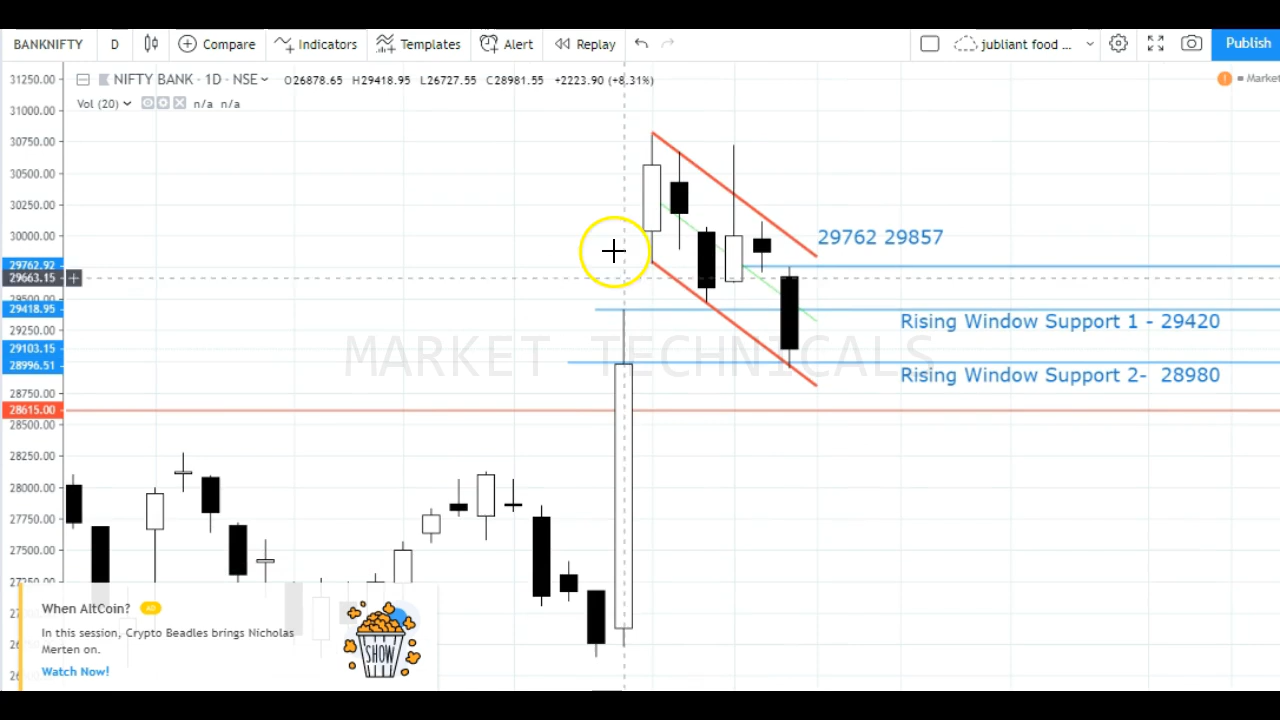 BANKNIFTY D Compare Indicators Templates Alert Replay jubliant food ... Publish
NIFTY BANK · 1D · NSE O26878.65 H29418.95 L26727.55 C28981.55 +2223.90 (+8.31%)
Market
Vol (20) n/a n/a
31250.00
31000.00
30750.00
30500.00
30250.00
30000.00
29762.92
29663.15
29500.00
29418.95
29250.00
29103.15
28996.51
28750.00
28615.00
28500.00
28250.00
28000.00
27750.00
27500.00
29762 29857
Rising Window Support 1 - 29420
MARKET TECHNICALS
Rising Window Support 2- 28980
When AltCoin? AD
In this session, Crypto Beadles brings Nicholas
Merten on.
Watch Now!
SHOW